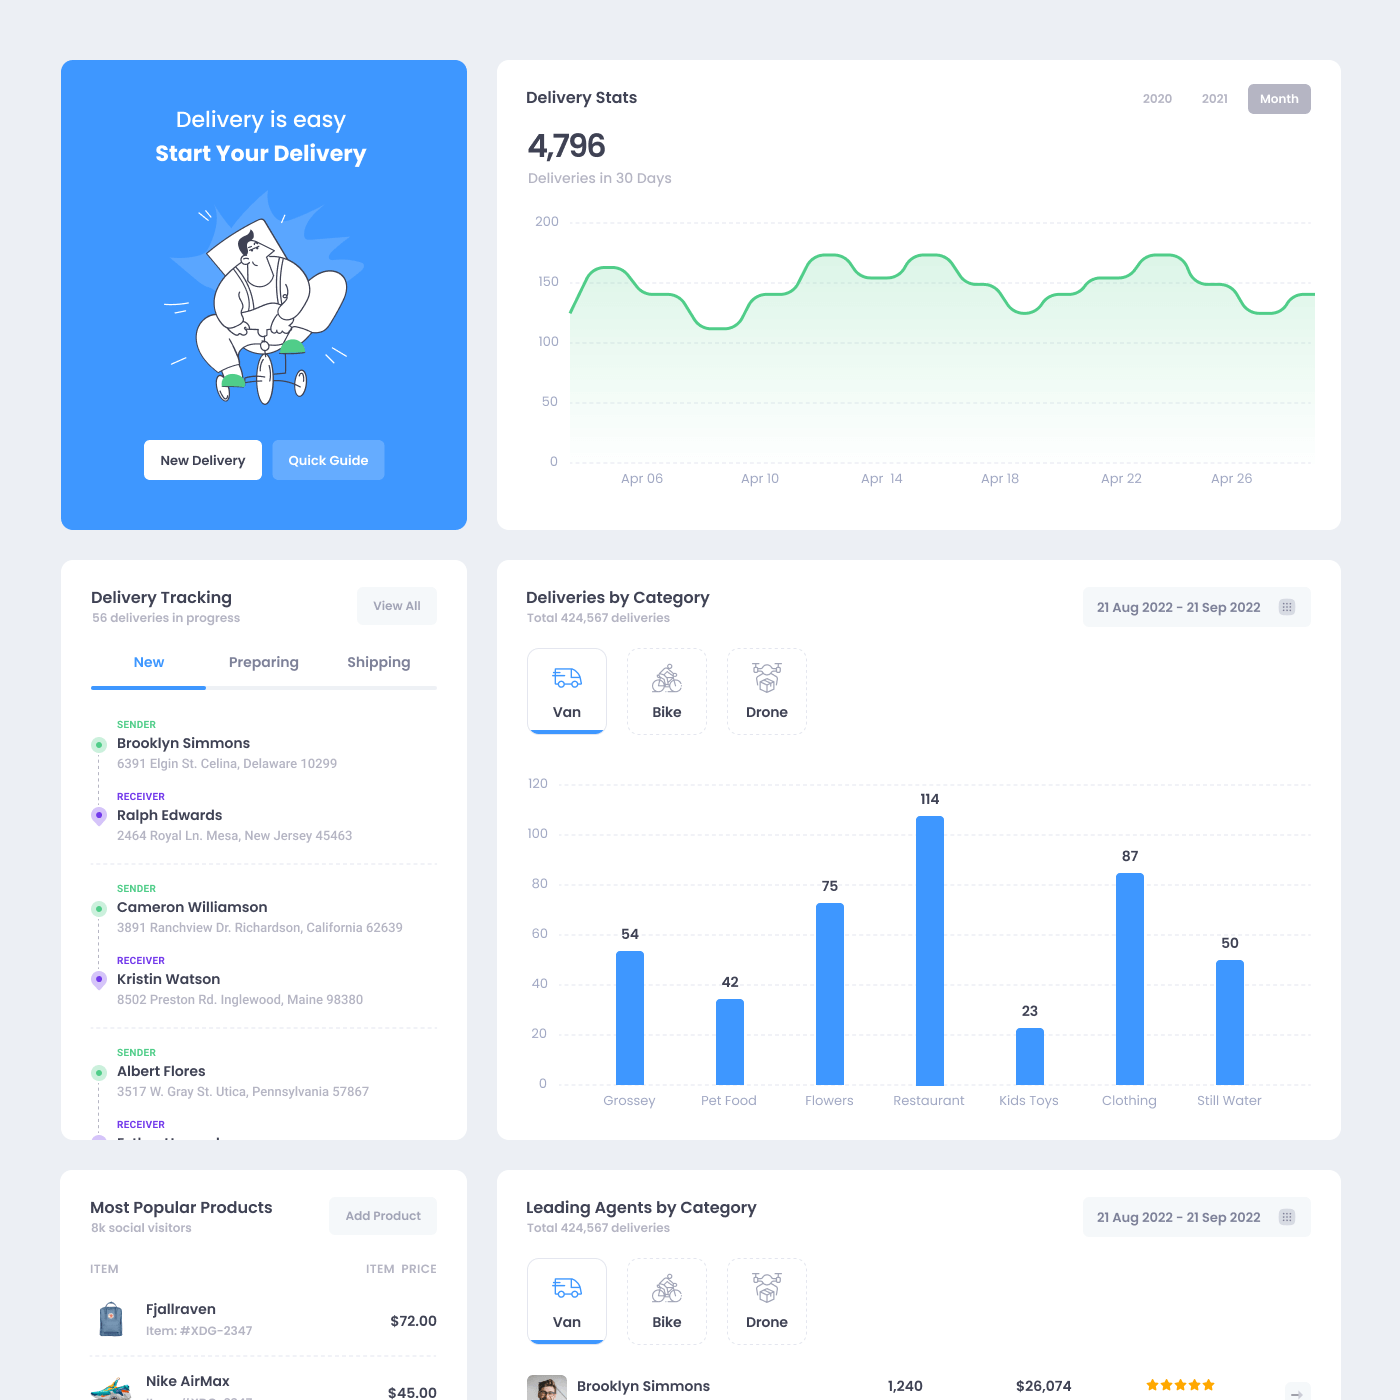 Delivery is easy
Start Your Delivery
New Delivery
Quick Guide
Delivery Stats
2020
2021
Month
4,796
Deliveries in 30 Days
200
150
100
50
0
Apr 06
Apr 10
Apr 14
Apr 18
Apr 22
Apr 26
Delivery Tracking
56 deliveries in progress
View All
New
Preparing
Shipping
SENDER
Brooklyn Simmons
6391 Elgin St. Celina, Delaware 10299
RECEIVER
Ralph Edwards
2464 Royal Ln. Mesa, New Jersey 45463
SENDER
Cameron Williamson
3891 Ranchview Dr. Richardson, California 62639
RECEIVER
Kristin Watson
8502 Preston Rd. Inglewood, Maine 98380
SENDER
Albert Flores
3517 W. Gray St. Utica, Pennsylvania 57867
RECEIVER
Deliveries by Category
Total 424,567 deliveries
21 Aug 2022 - 21 Sep 2022
Van
Bike
Drone
120
100
80
60
40
20
0
54
42
75
114
23
87
50
Grossey
Pet Food
Flowers
Restaurant
Kids Toys
Clothing
Still Water
Most Popular Products
8k social visitors
Add Product
ITEM
ITEM PRICE
Fjallraven
Item: #XDG-2347
$72.00
Nike AirMax
$45.00
Leading Agents by Category
Total 424,567 deliveries
21 Aug 2022 - 21 Sep 2022
Van
Bike
Drone
Brooklyn Simmons
1,240
$26,074